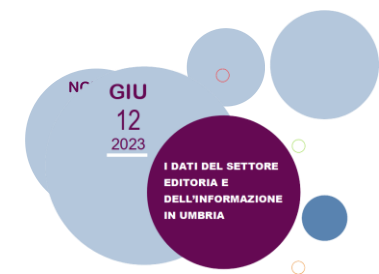 GIU
12
2023
I DATI DEL SETTORE
EDITORIA E
DELL'INFORMAZIONE
IN UMBRIA